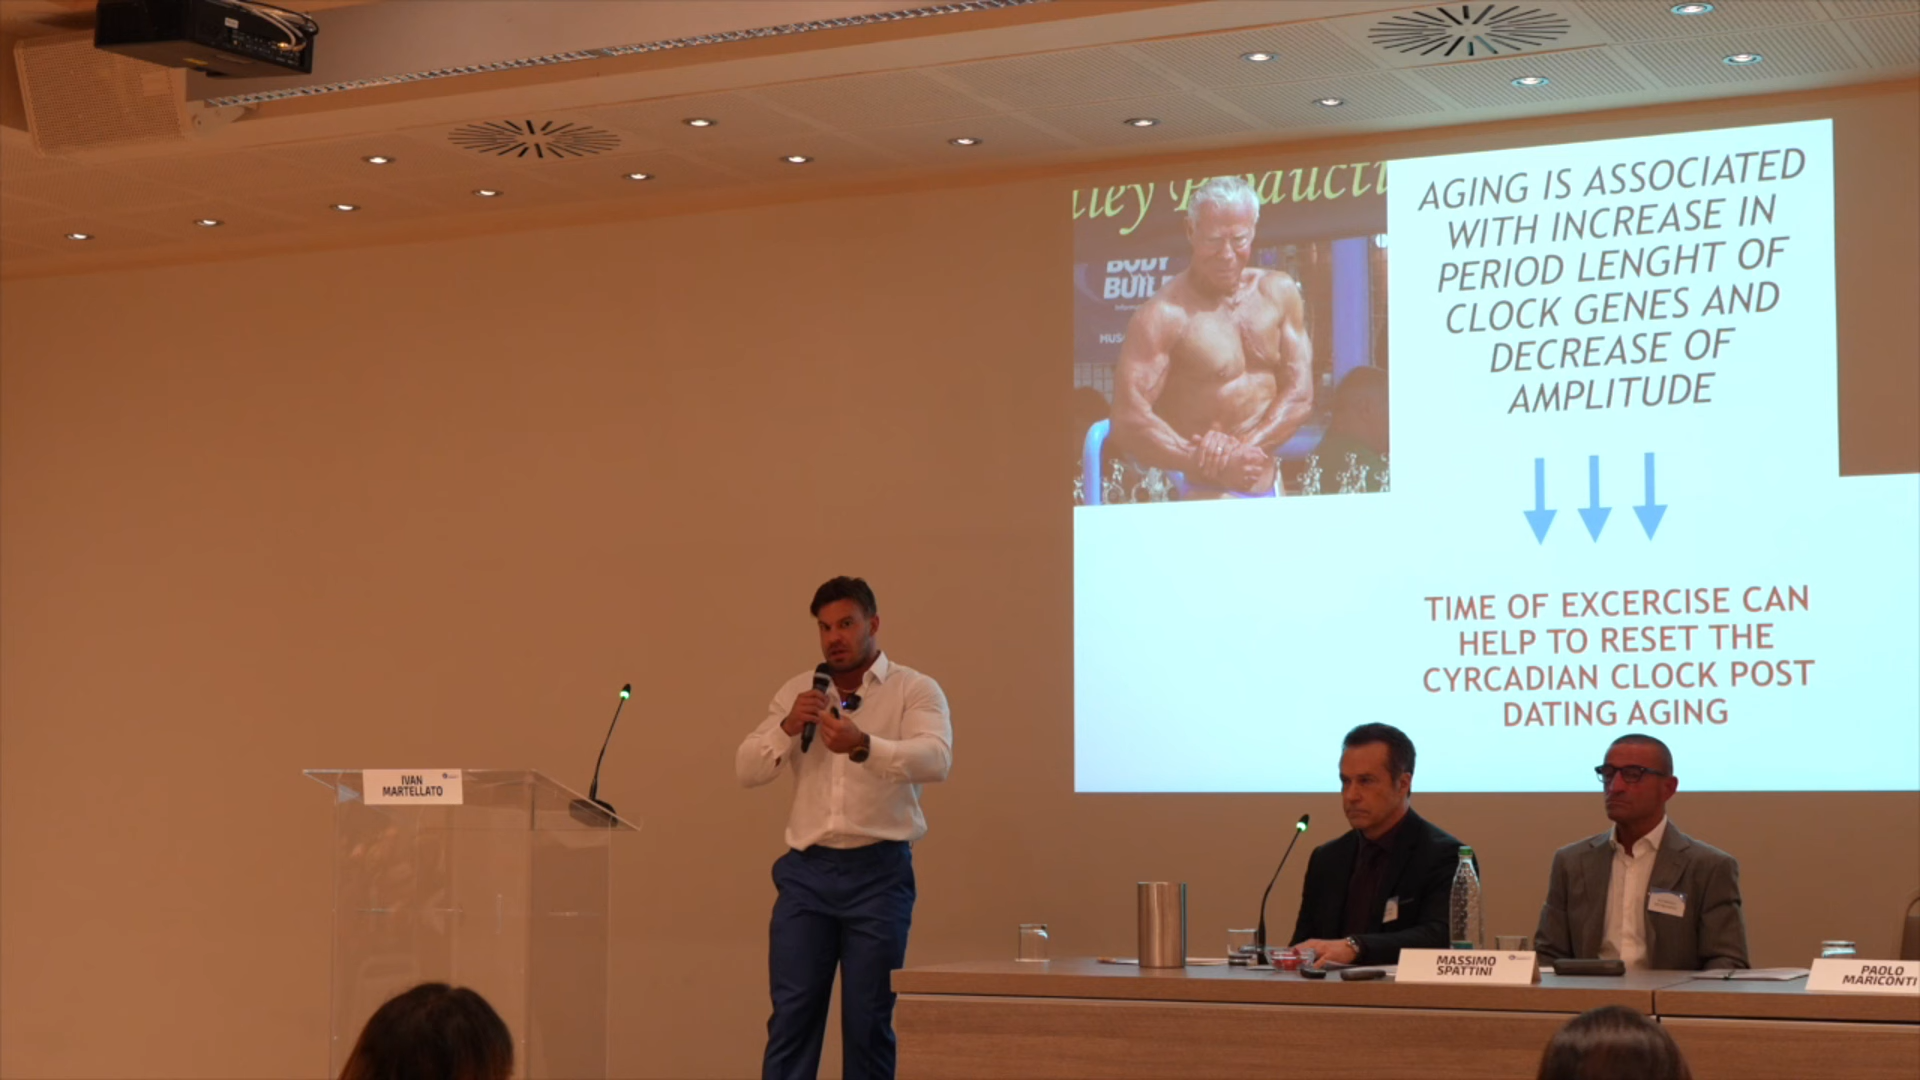 AGING IS ASSOCIATED
WITH INCREASE IN
PERIOD LENGHT OF
CLOCK GENES AND
DECREASE OF
AMPLITUDE
TIME OF EXCERCISE CAN
HELP TO RESET THE
CYRCADIAN CLOCK POST
DATING AGING
BODY
BUIL
MUS
IVAN
MARTELLATO
MASSIMO
SPATTINI
PAOLO
MARICONTI